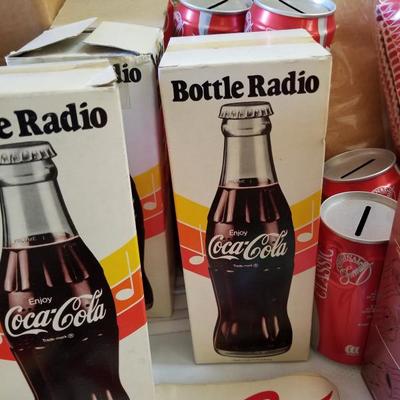 dio
e Radio
Enjoy
Coca-Cola
Trade-mark ®
Bottle Radio
Enjoy
Coca-Cola
Trade-mark ®
CLASSIC